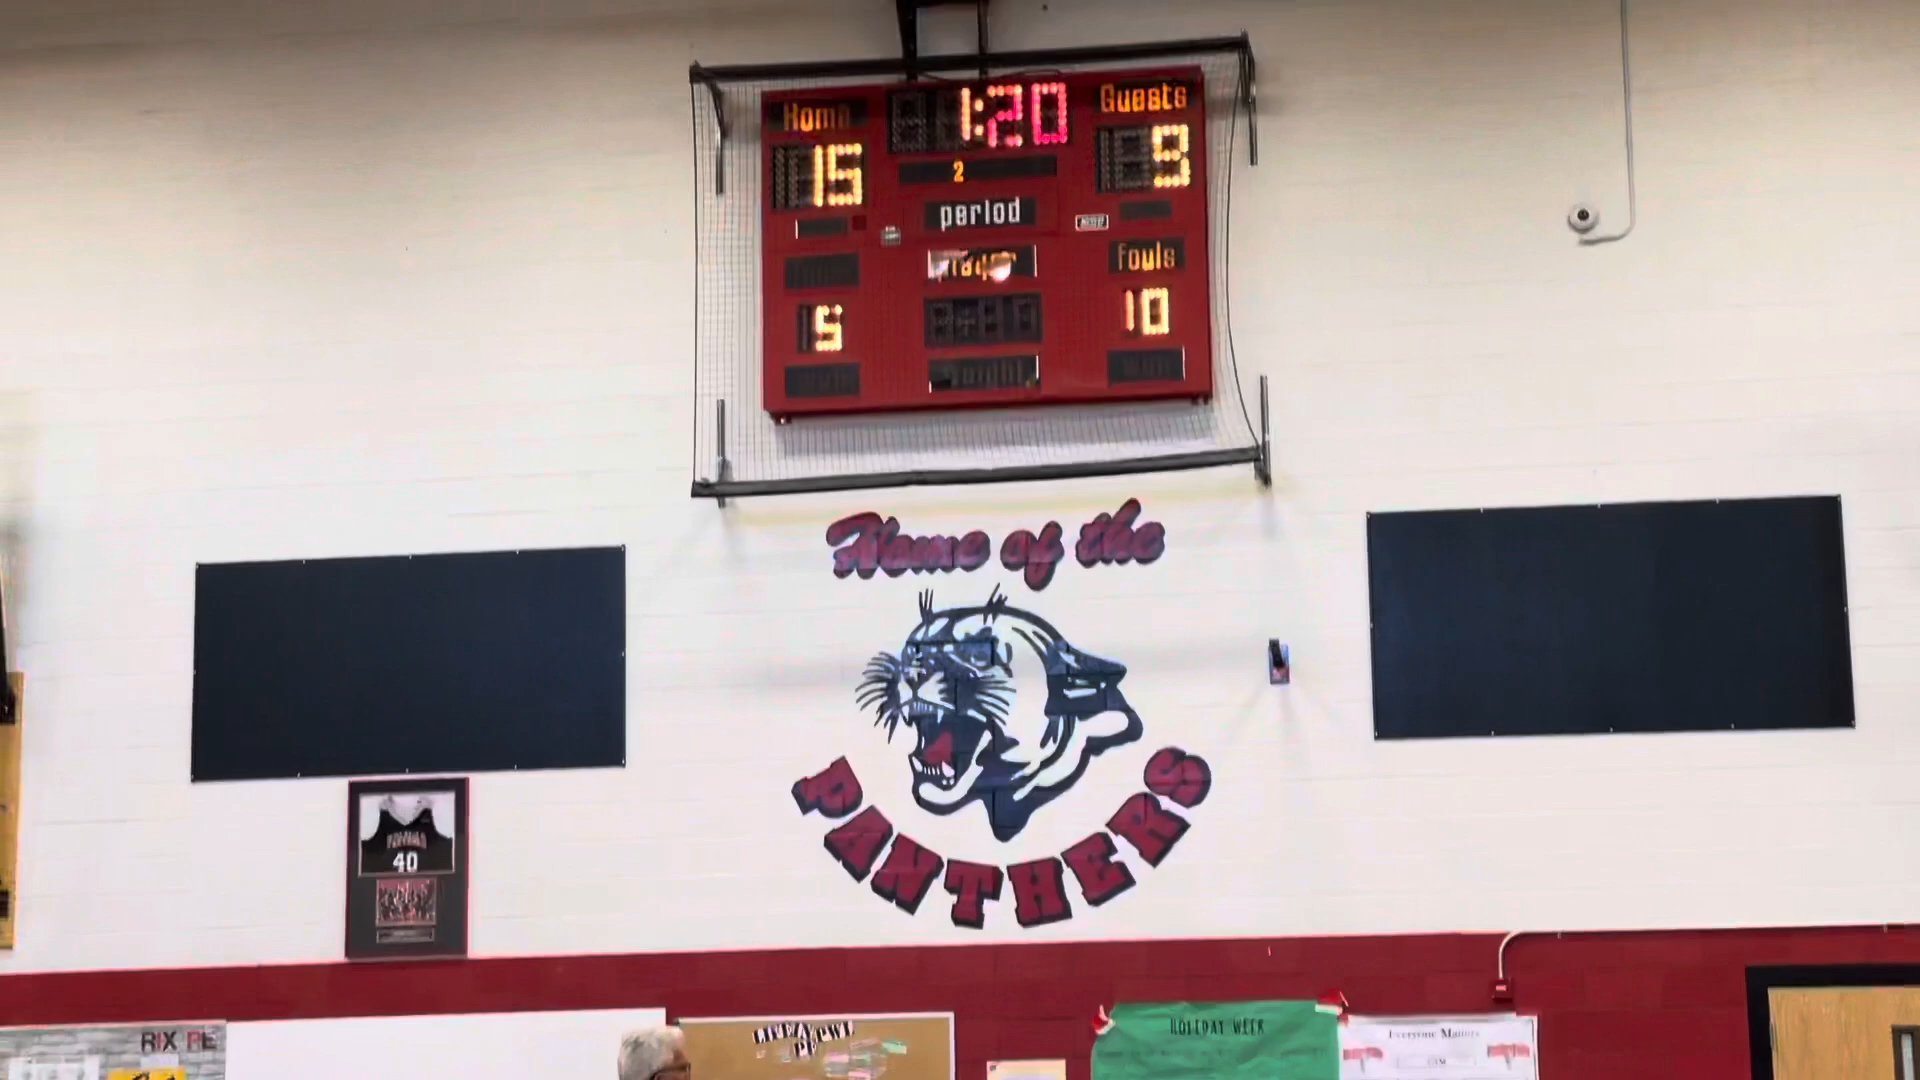 Home 1:20 Guests
15 2 9
period
Fouls
5 10
Home of the
PANTHERS
40
RIX PE
HOLIDAY WEEK
Everyone Matters